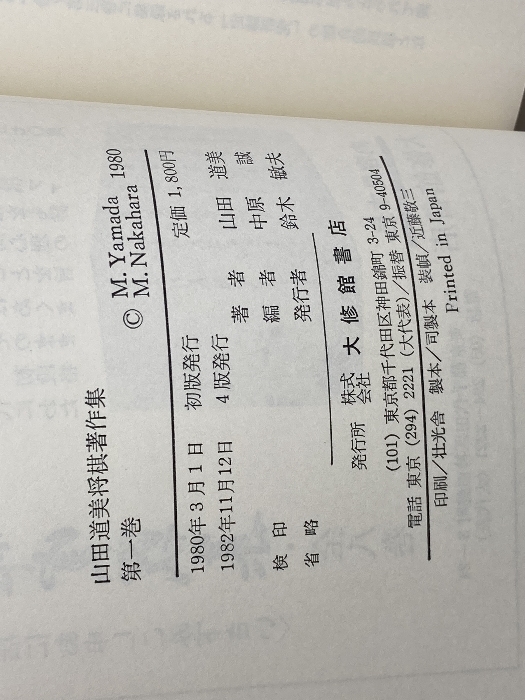 山田道美将棋著作集
第一巻
© M. Yamada 1980
M. Nakahara
定価 1,800円
1980年3月1日 初版発行
1982年11月12日 4版発行
著者 山田道美
編者 中原誠
発行者 鈴木敏夫
検印
省略
発行所 株式会社 大修館書店
(101) 東京都千代田区神田錦町 3-24
電話 東京 (294) 2221 (大代表)/振替 東京 9-40504
印刷/壮光舎 製本/司製本 装幀/近藤敬三
Printed in Japan